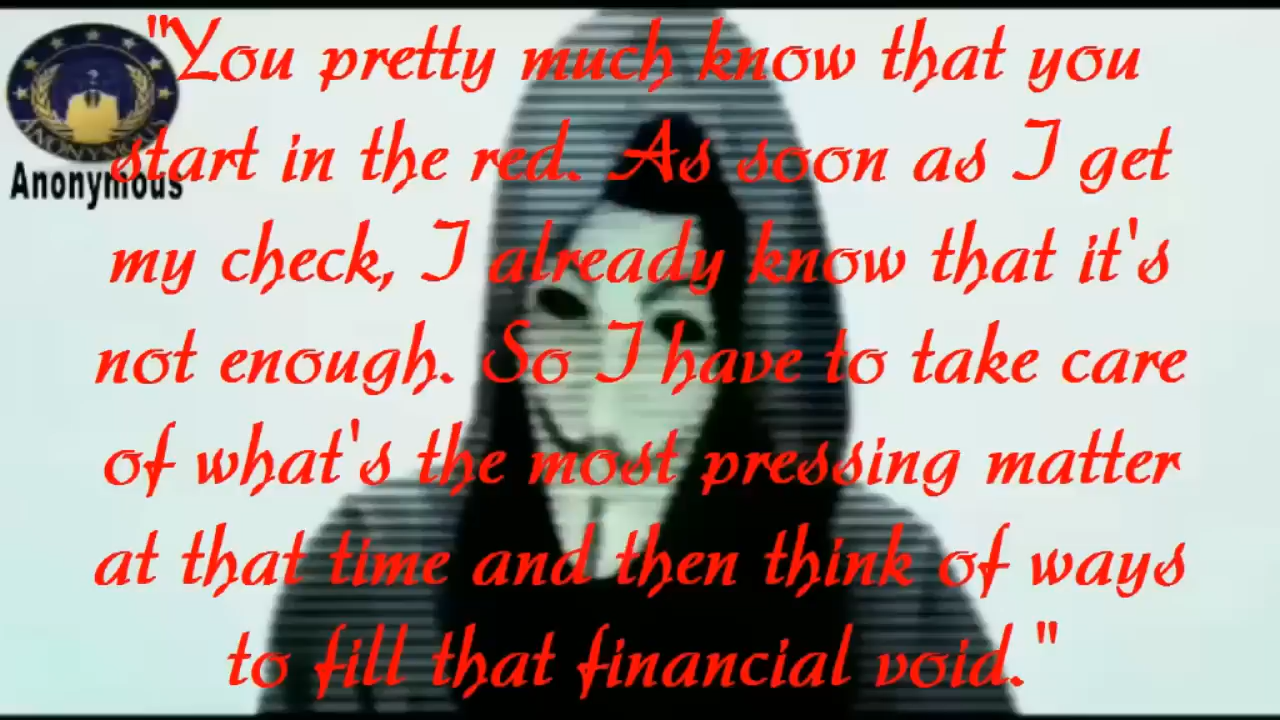 "You pretty much know that you
start in the red. As soon as I get
my check, I already know that it's
not enough. So I have to take care
of what's the most pressing matter
at that time and then think of ways
to fill that financial void."
ANONYMOUS
Anonymous